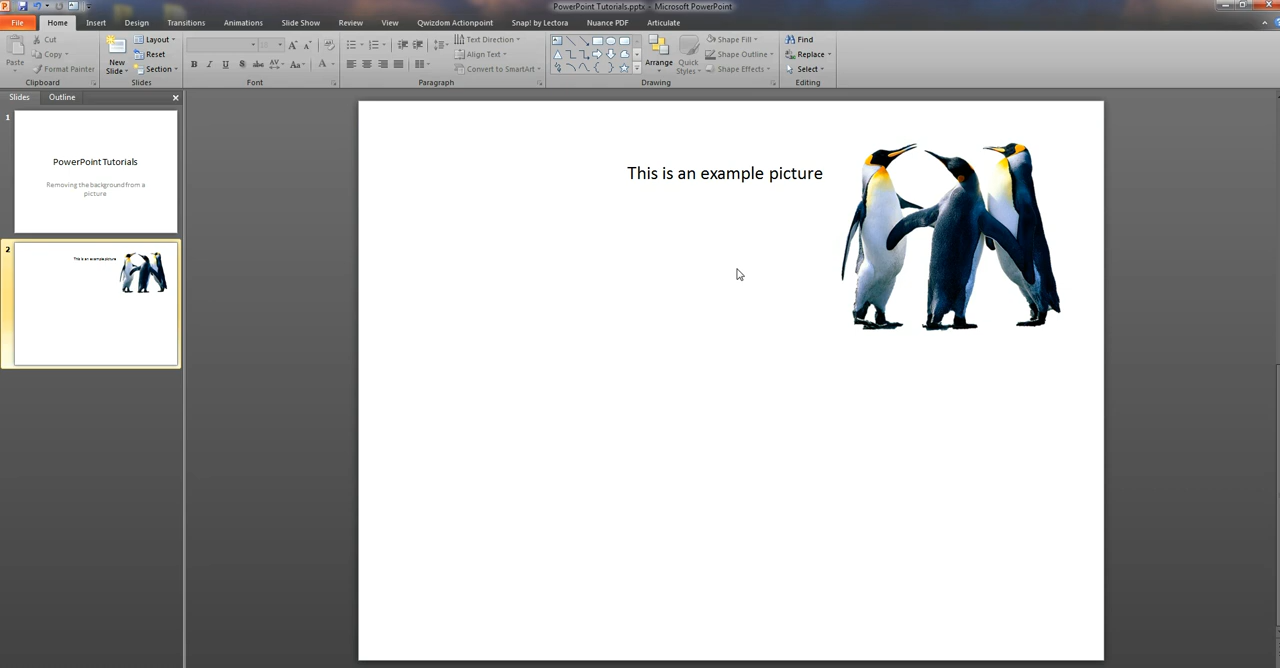 PowerPoint Tutorials.pptx - Microsoft PowerPoint
File Home Insert Design Transitions Animations Slide Show Review View Qwizdom Actionpoint Snap! by Lectora Nuance PDF Articulate
Paste
Cut
Copy
Format Painter
Clipboard
New
Slide
Layout
Reset
Section
Slides
B I U S abc AV Aa A
Font
Text Direction
Align Text
Convert to SmartArt
Paragraph
Arrange
Quick
Styles
Shape Fill
Shape Outline
Shape Effects
Drawing
Find
Replace
Select
Editing
Slides Outline
1
PowerPoint Tutorials
Removing the background from a
picture
2
This is an example picture
This is an example picture